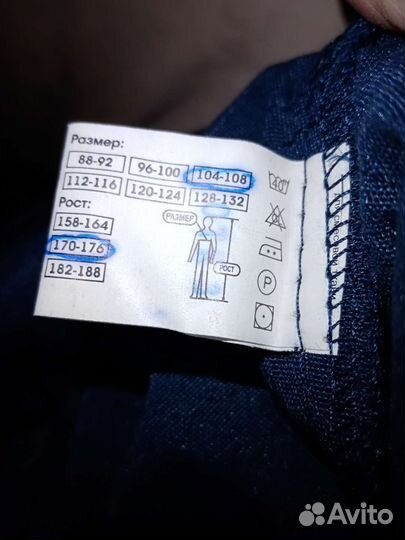 Размер:
88-92 96-100 104-108
112-116 120-124 128-132
Рост:
158-164
170-176
182-188
РАЗМЕР
РОСТ
40
P
Avito